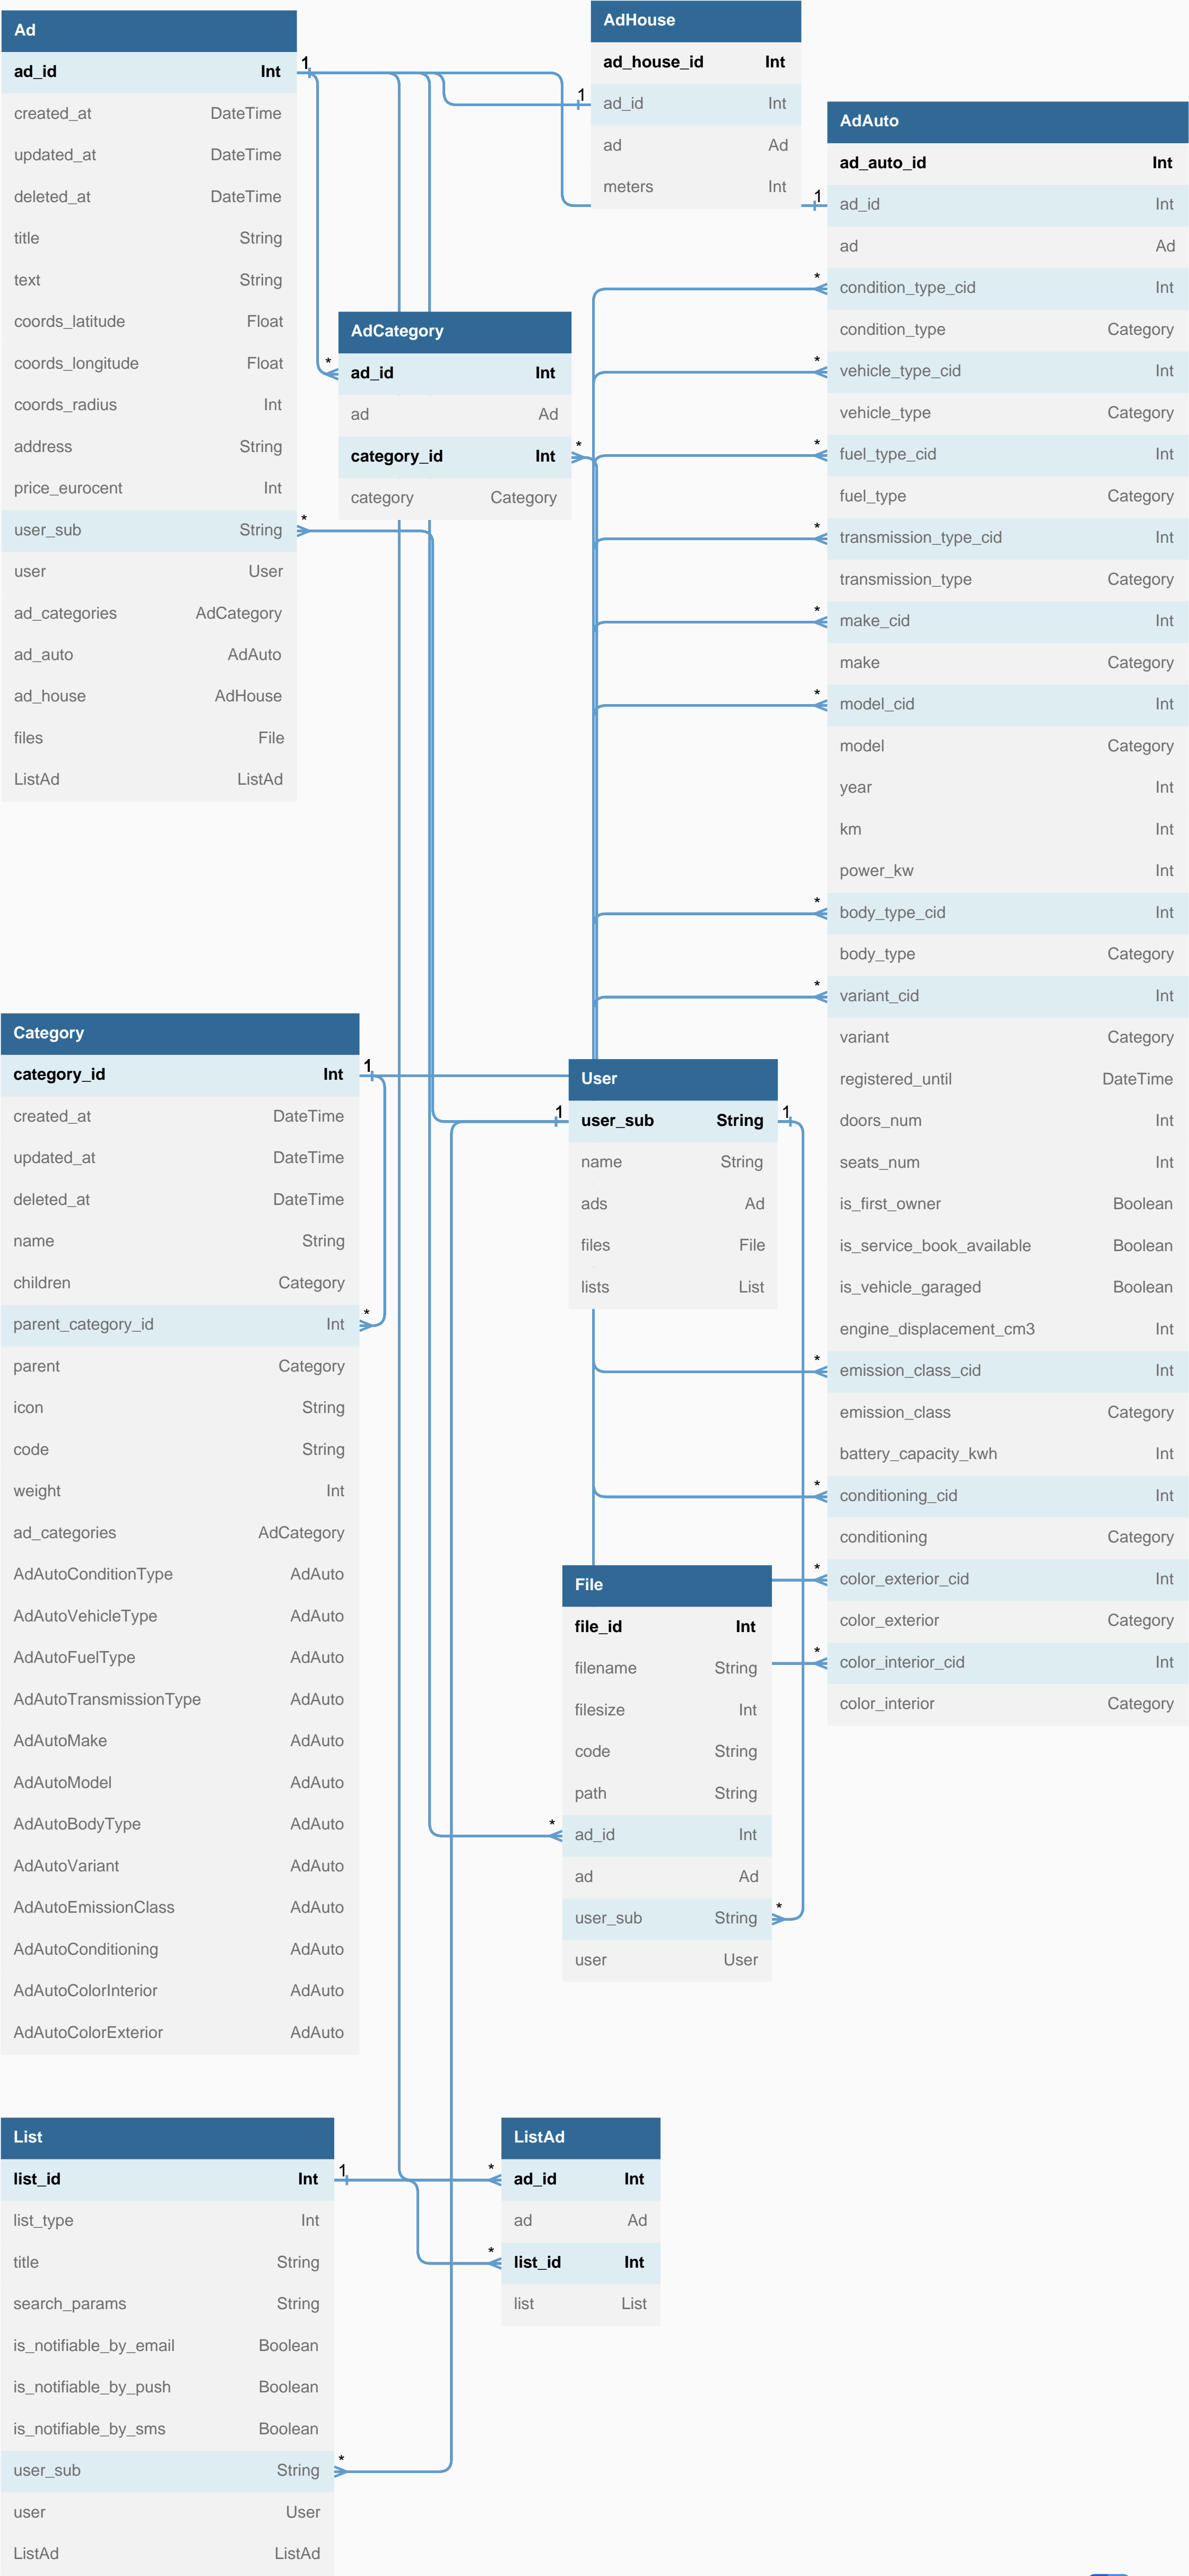 Ad
ad_id Int
created_at DateTime
updated_at DateTime
deleted_at DateTime
title String
text String
coords_latitude Float
coords_longitude Float
coords_radius Int
address String
price_eurocent Int
user_sub String
user User
ad_categories AdCategory
ad_auto AdAuto
ad_house AdHouse
files File
ListAd ListAd
1
*
AdHouse
ad_house_id Int
ad_id Int
ad Ad
meters Int
1
AdCategory
ad_id Int
ad Ad
category_id Int
category Category
*
*
AdAuto
ad_auto_id Int
ad_id Int
ad Ad
condition_type_cid Int
condition_type Category
vehicle_type_cid Int
vehicle_type Category
fuel_type_cid Int
fuel_type Category
transmission_type_cid Int
transmission_type Category
make_cid Int
make Category
model_cid Int
model Category
year Int
km Int
power_kw Int
body_type_cid Int
body_type Category
variant_cid Int
variant Category
registered_until DateTime
doors_num Int
seats_num Int
is_first_owner Boolean
is_service_book_available Boolean
is_vehicle_garaged Boolean
engine_displacement_cm3 Int
emission_class_cid Int
emission_class Category
battery_capacity_kwh Int
conditioning_cid Int
conditioning Category
color_exterior_cid Int
color_exterior Category
color_interior_cid Int
color_interior Category
1
*
*
*
*
*
*
*
*
*
*
*
*
Category
category_id Int
created_at DateTime
updated_at DateTime
deleted_at DateTime
name String
children Category
parent_category_id Int
parent Category
icon String
code String
weight Int
ad_categories AdCategory
AdAutoConditionType AdAuto
AdAutoVehicleType AdAuto
AdAutoFuelType AdAuto
AdAutoTransmissionType AdAuto
AdAutoMake AdAuto
AdAutoModel AdAuto
AdAutoBodyType AdAuto
AdAutoVariant AdAuto
AdAutoEmissionClass AdAuto
AdAutoConditioning AdAuto
AdAutoColorInterior AdAuto
AdAutoColorExterior AdAuto
1
*
User
user_sub String
name String
ads Ad
files File
lists List
1
1
File
file_id Int
filename String
filesize Int
code String
path String
ad_id Int
ad Ad
user_sub String
user User
*
*
List
list_id Int
list_type Int
title String
search_params String
is_notifiable_by_email Boolean
is_notifiable_by_push Boolean
is_notifiable_by_sms Boolean
user_sub String
user User
ListAd ListAd
1
*
ListAd
ad_id Int
ad Ad
list_id Int
list List
*
*